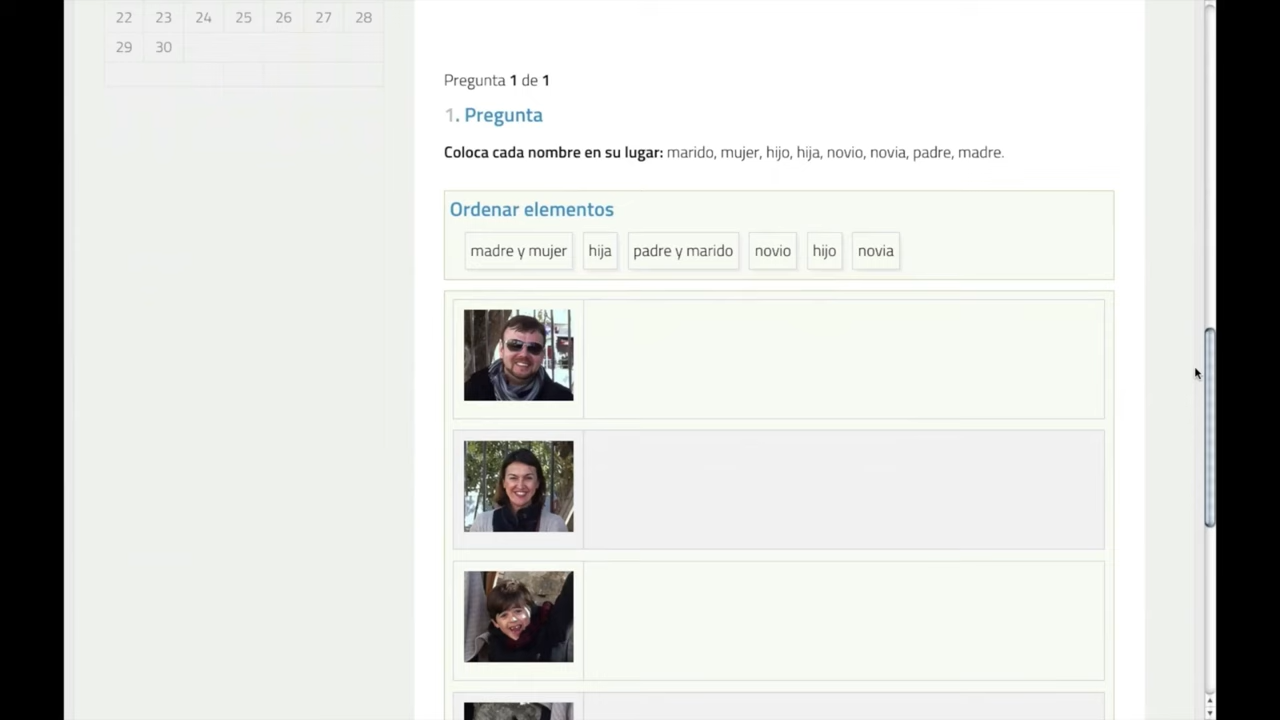 22 23 24 25 26 27 28
29 30
Pregunta 1 de 1
1. Pregunta
Coloca cada nombre en su lugar: marido, mujer, hijo, hija, novio, novia, padre, madre.
Ordenar elementos
madre y mujer hija padre y marido novio hijo novia